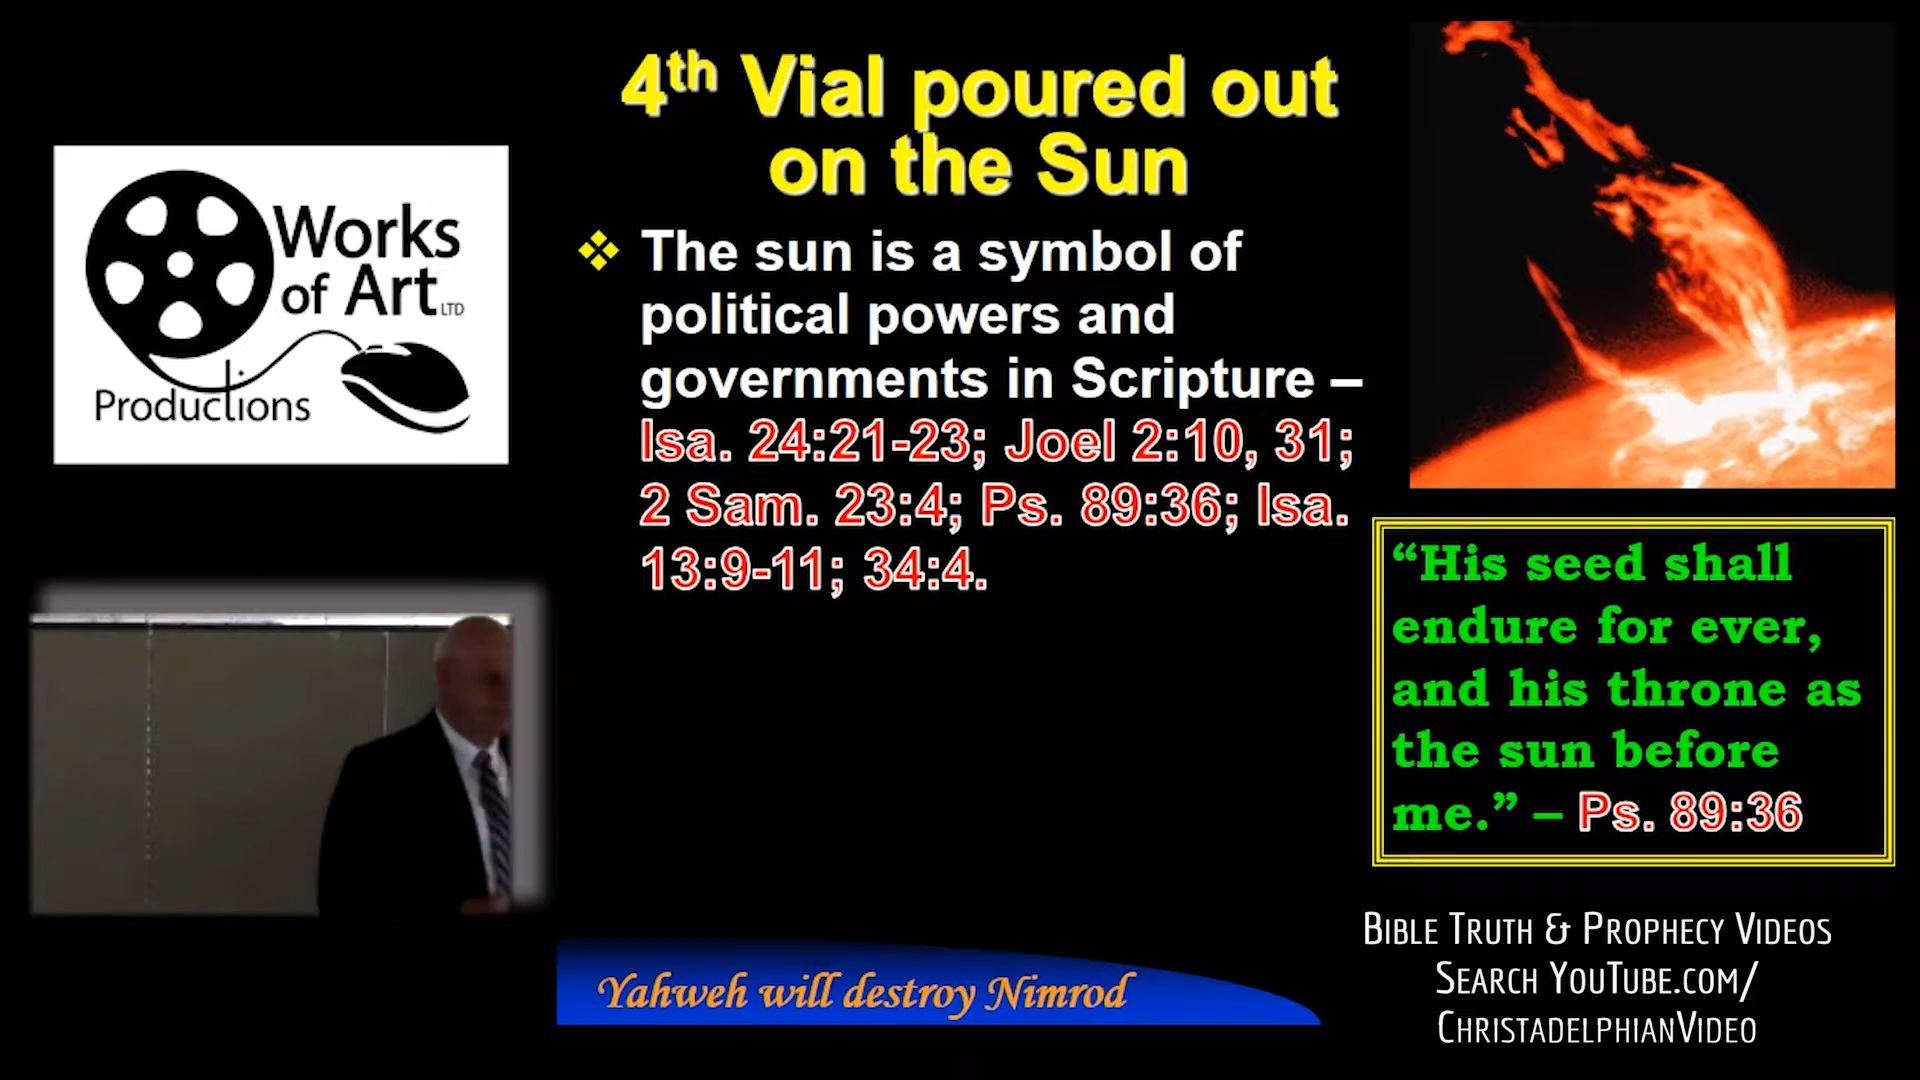 4th Vial poured out
on the Sun
Works
of Art LTD
Productions
❖ The sun is a symbol of
political powers and
governments in Scripture –
Isa. 24:21-23; Joel 2:10, 31;
2 Sam. 23:4; Ps. 89:36; Isa.
13:9-11; 34:4.
“His seed shall
endure for ever,
and his throne as
the sun before
me.” – Ps. 89:36
Yahweh will destroy Nimrod
Bible Truth & Prophecy Videos
Search YouTube.com/
ChristadelphianVideo